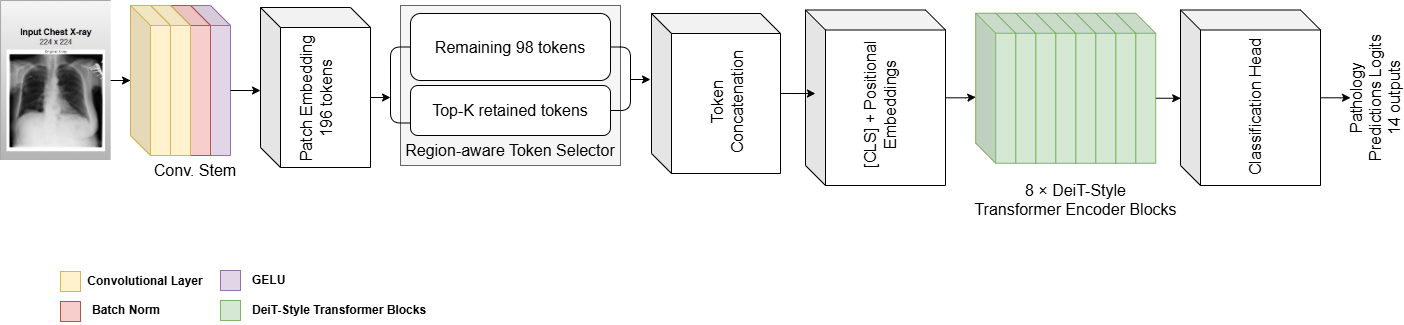 Input Chest X-ray
224 x 224
Conv. Stem
Patch Embedding
196 tokens
Remaining 98 tokens
Top-K retained tokens
Region-aware Token Selector
Token
Concatenation
[CLS] + Positional
Embeddings
8 × DeiT-Style
Transformer Encoder Blocks
Classification Head
Pathology
Predictions Logits
14 outputs
Convolutional Layer
GELU
Batch Norm
DeiT-Style Transformer Blocks